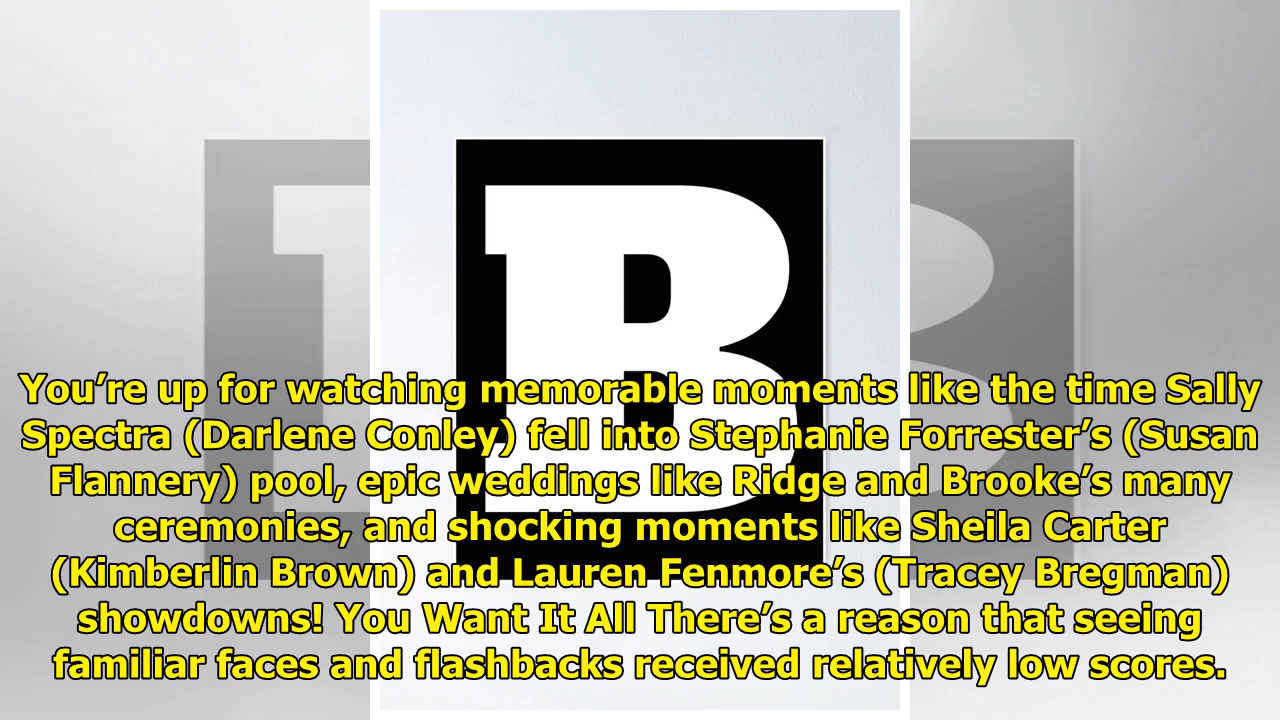 B
You’re up for watching memorable moments like the time Sally
Spectra (Darlene Conley) fell into Stephanie Forrester’s (Susan
Flannery) pool, epic weddings like Ridge and Brooke’s many
ceremonies, and shocking moments like Sheila Carter
(Kimberlin Brown) and Lauren Fenmore’s (Tracey Bregman)
showdowns! You Want It All There’s a reason that seeing
familiar faces and flashbacks received relatively low scores.